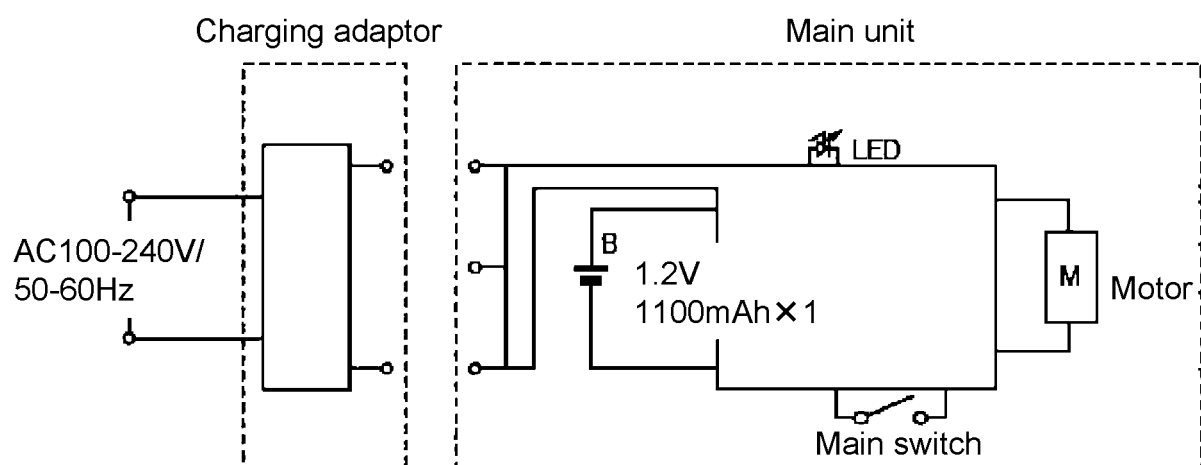 Charging adaptor
Main unit
LED
AC100-240V/
50-60Hz
B
1.2V
1100mAh×1
M
Motor
Main switch